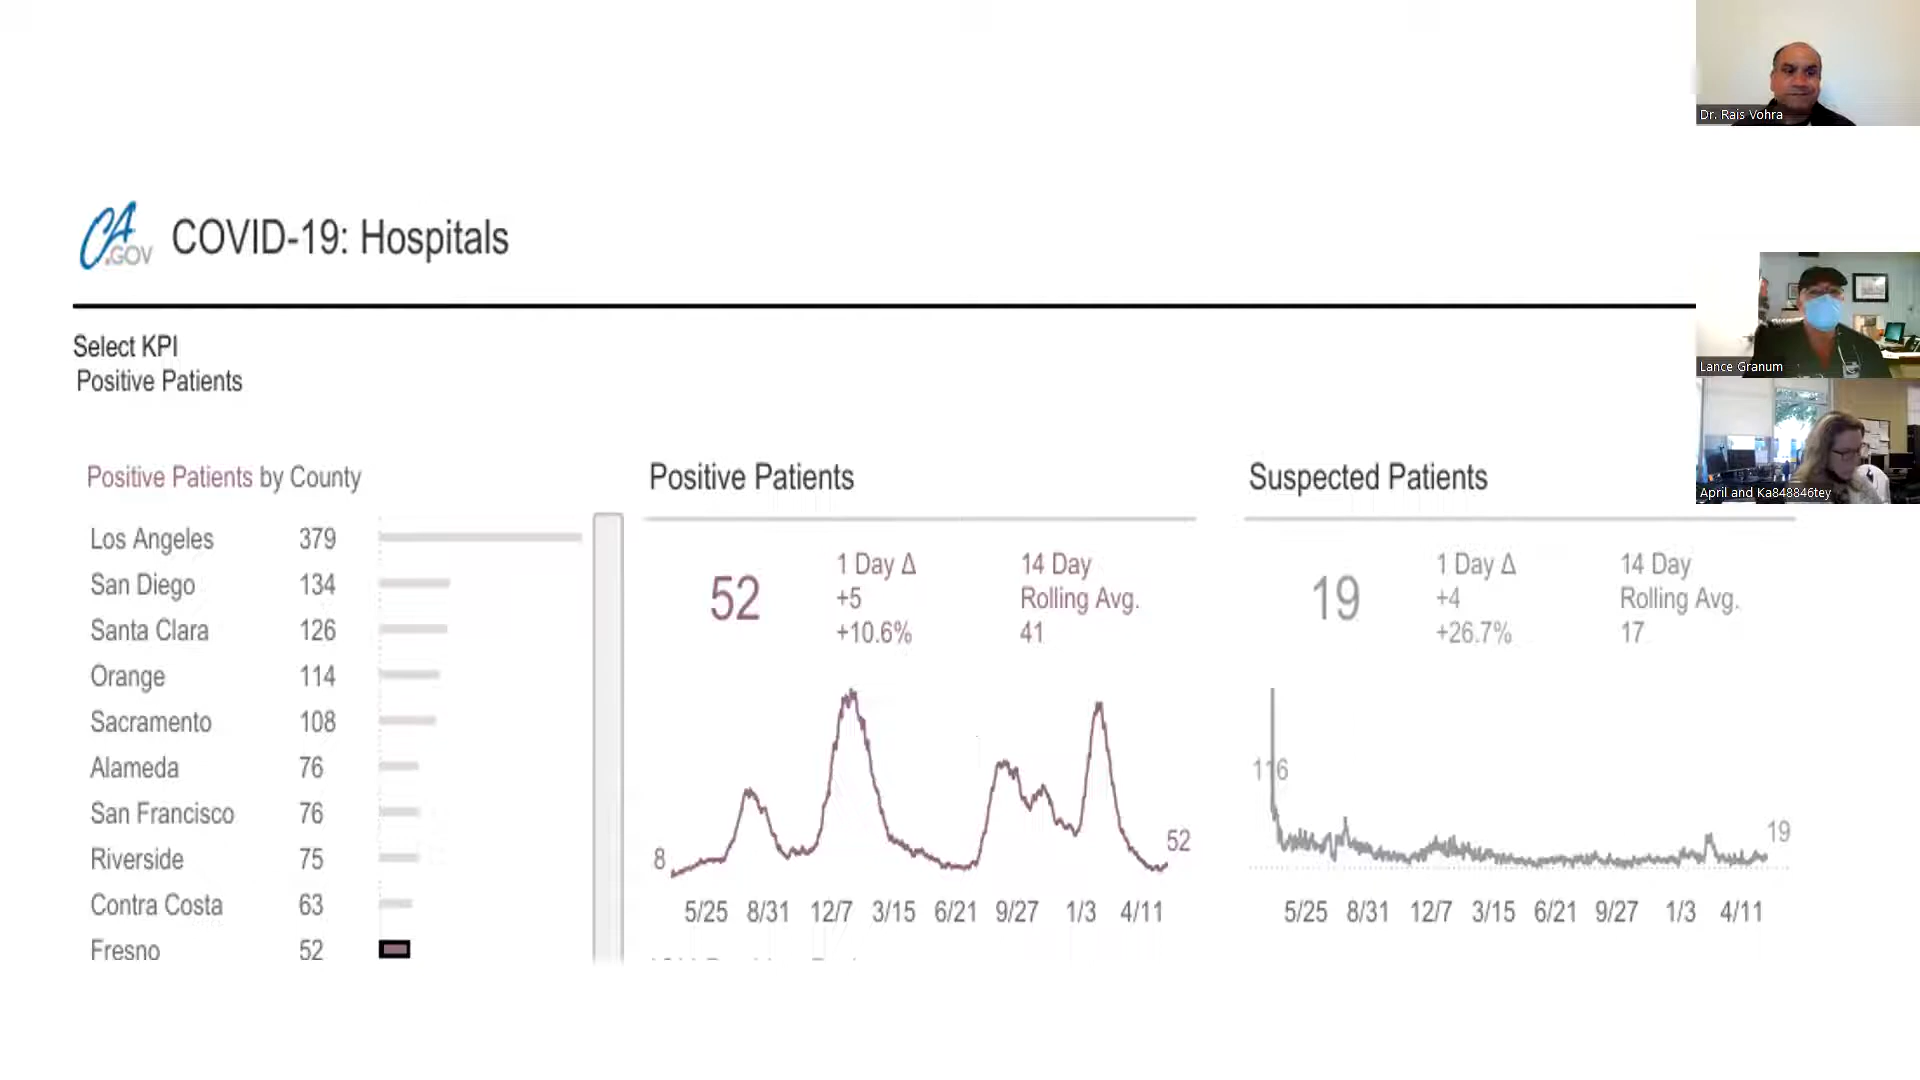 Dr. Rais Vohra
CA
.GOV
COVID-19: Hospitals
Select KPI
Positive Patients
Lance Granum
April and Ka848846tey
Positive Patients by County
Los Angeles 379
San Diego 134
Santa Clara 126
Orange 114
Sacramento 108
Alameda 76
San Francisco 76
Riverside 75
Contra Costa 63
Fresno 52
Positive Patients
52
1 Day Δ
+5
+10.6%
14 Day
Rolling Avg.
41
8
52
5/25 8/31 12/7 3/15 6/21 9/27 1/3 4/11
Suspected Patients
19
1 Day Δ
+4
+26.7%
14 Day
Rolling Avg.
17
116
19
5/25 8/31 12/7 3/15 6/21 9/27 1/3 4/11